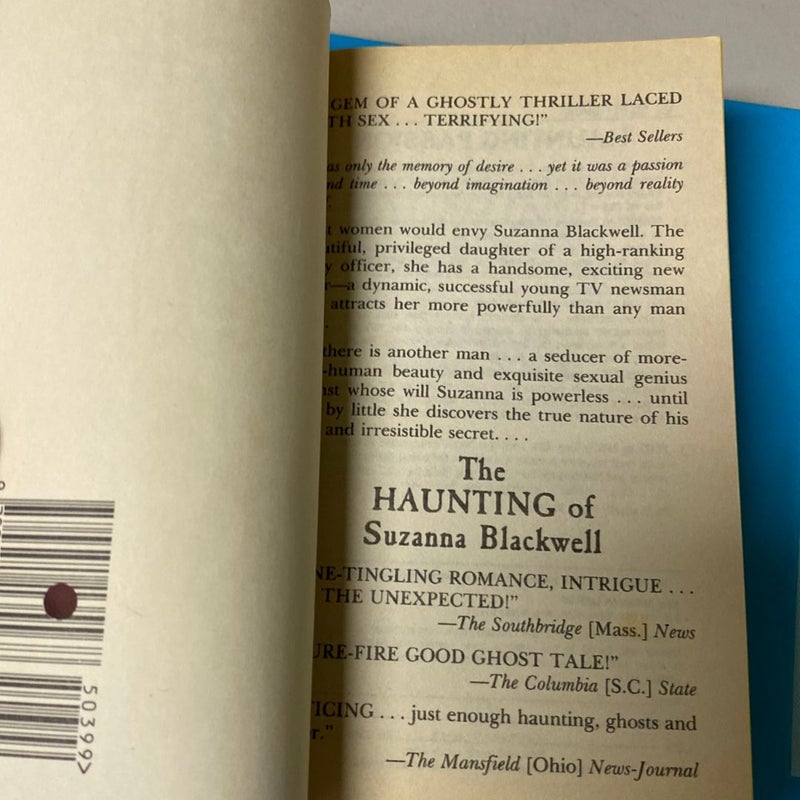 GEM OF A GHOSTLY THRILLER LACED
TH SEX . . . TERRIFYING!"
—Best Sellers
as only the memory of desire . . . yet it was a passion
nd time . . . beyond imagination . . . beyond reality
t women would envy Suzanna Blackwell. The
tiful, privileged daughter of a high-ranking
y officer, she has a handsome, exciting new
r—a dynamic, successful young TV newsman
attracts her more powerfully than any man
there is another man . . . a seducer of more-
-human beauty and exquisite sexual genius
st whose will Suzanna is powerless . . . until
by little she discovers the true nature of his
and irresistible secret. . . .
The
HAUNTING of
Suzanna Blackwell
NE-TINGLING ROMANCE, INTRIGUE . . .
THE UNEXPECTED!"
—The Southbridge [Mass.] News
URE-FIRE GOOD GHOST TALE!"
—The Columbia [S.C.] State
ICING . . . just enough haunting, ghosts and
r."
—The Mansfield [Ohio] News-Journal
50399>